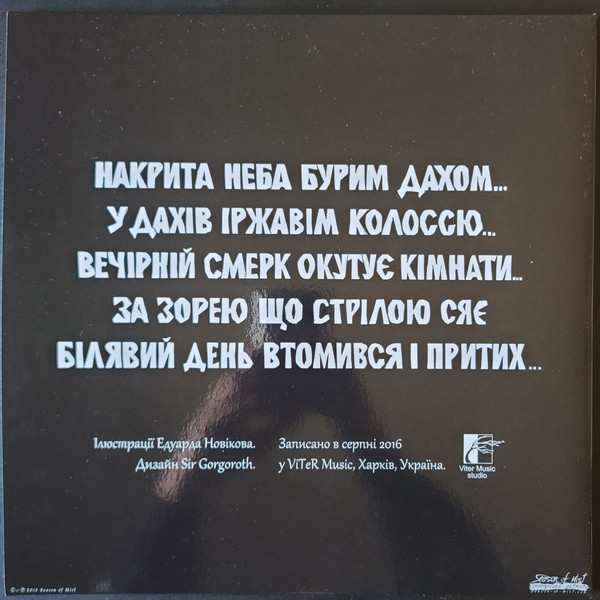 НАКРИТА НЕБА БУРИМ ДАХОМ...
У ДАХІВ ІРЖАВІМ КОЛОССЮ...
ВЕЧІРНІЙ СМЕРК ОКУТУЄ КІМНАТИ...
ЗА ЗОРЕЮ ЩО СТРІЛОЮ СЯЄ
БІЛЯВИЙ ДЕНЬ ВТОМИВСЯ І ПРИТИХ...
Ілюстрації Едуарда Новікова.
Дизайн Sir Gorgoroth.
Записано в серпні 2016
у ViTeR Music, Харків, Україна.
Viter Music
studio
Season of Mist